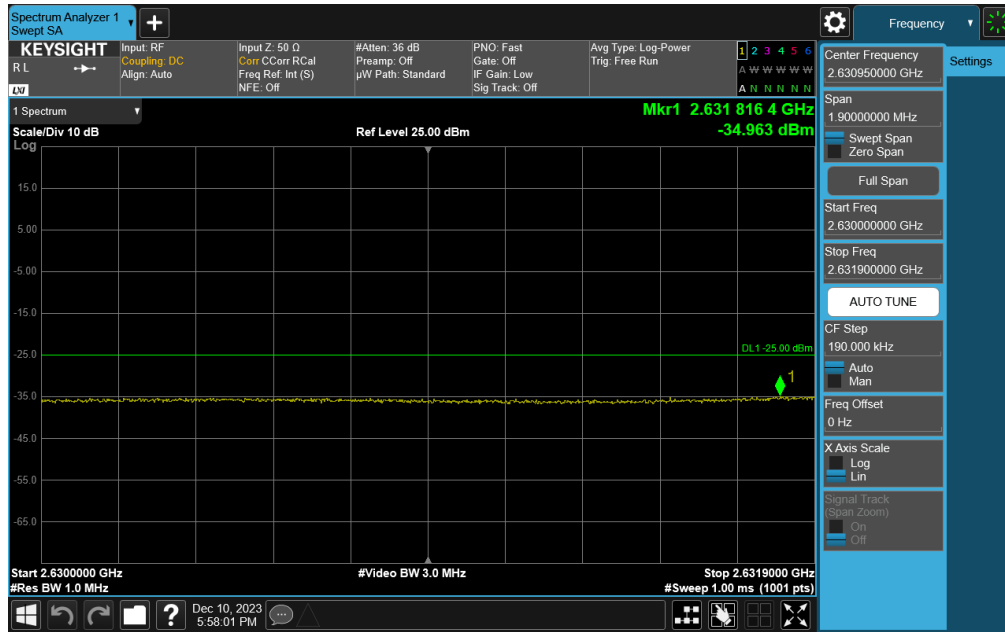 Spectrum Analyzer 1
Swept SA
Frequency
KEYSIGHT
R L
LXI
Input: RF
Coupling: DC
Align: Auto
Input Z: 50 Ω
Corr CCorr RCal
Freq Ref: Int (S)
NFE: Off
#Atten: 36 dB
Preamp: Off
µW Path: Standard
PNO: Fast
Gate: Off
IF Gain: Low
Sig Track: Off
Avg Type: Log-Power
Trig: Free Run
1 2 3 4 5 6
A W W W W W
A N N N N N
1 Spectrum
Scale/Div 10 dB
Log
Ref Level 25.00 dBm
Mkr1 2.631 816 4 GHz
-34.963 dBm
15.0
5.00
-5.00
-15.0
-25.0
-35.0
-45.0
-55.0
-65.0
DL1 -25.00 dBm
1
Start 2.6300000 GHz
#Res BW 1.0 MHz
#Video BW 3.0 MHz
Stop 2.6319000 GHz
#Sweep 1.00 ms (1001 pts)
Center Frequency
2.630950000 GHz
Span
1.90000000 MHz
Swept Span
Zero Span
Full Span
Start Freq
2.630000000 GHz
Stop Freq
2.631900000 GHz
AUTO TUNE
CF Step
190.000 kHz
Auto
Man
Freq Offset
0 Hz
X Axis Scale
Log
Lin
Signal Track
(Span Zoom)
On
Off
Settings
?
Dec 10, 2023
5:58:01 PM